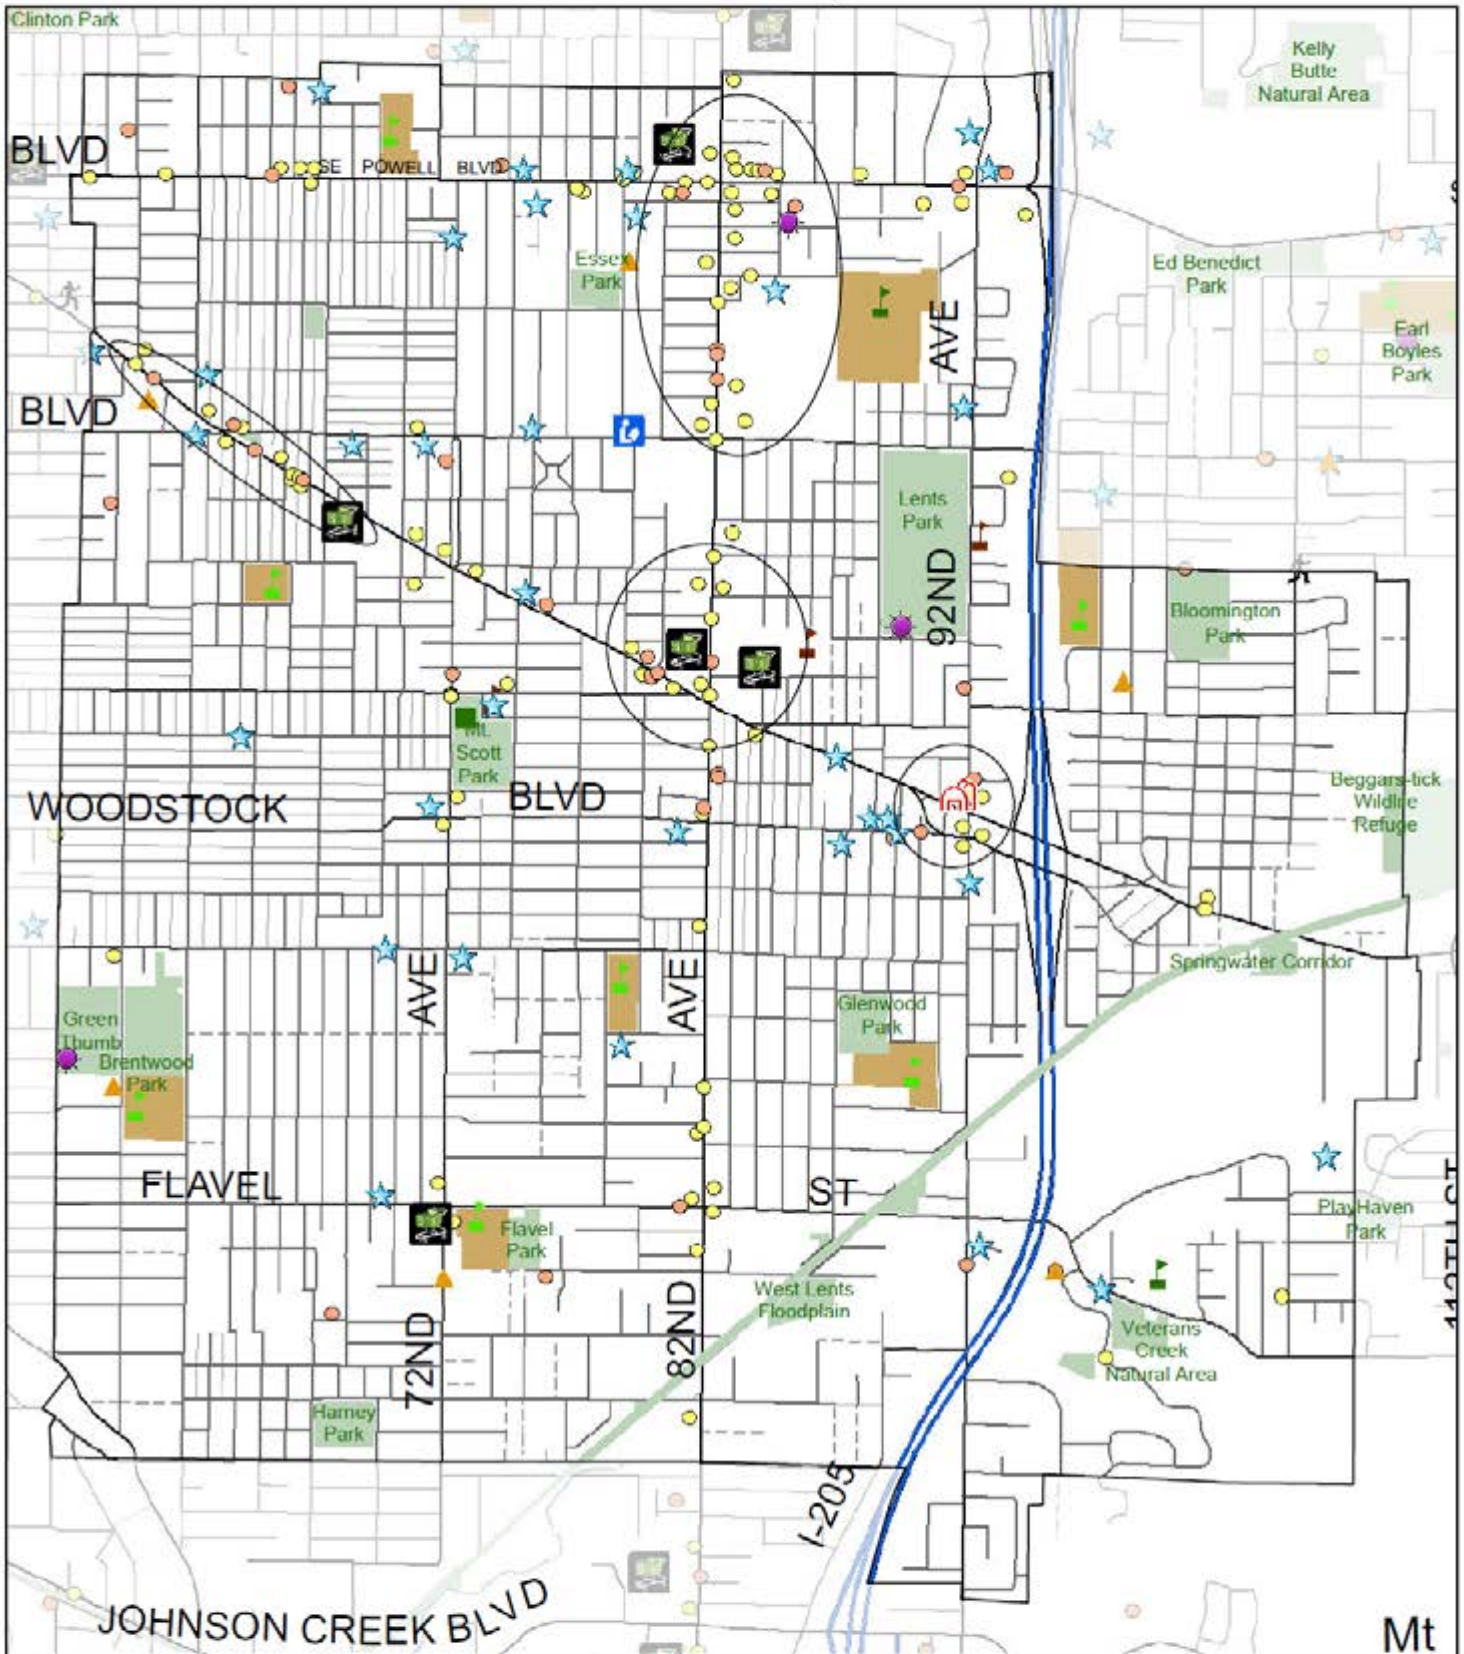 Clinton Park
Kelly
Butte
Natural Area
BLVD
SE POWELL BLVD
Essex
Park
Ed Benedict
Park
AVE
Earl
Boyles
Park
BLVD
Lents
Park
92ND
Bloomington
Park
Mt.
Scott
Park
WOODSTOCK
BLVD
Beggars-tick
Wildlife
Refuge
Springwater Corridor
AVE
AVE
Green
Thumb
Brentwood
Park
Glenwood
Park
FLAVEL
ST
Flavel
Park
PlayHaven
Park
112TH ST
West Lents
Floodplain
72ND
82ND
Veterans
Creek
Natural Area
Harney
Park
I-205
JOHNSON CREEK BLVD
Mt